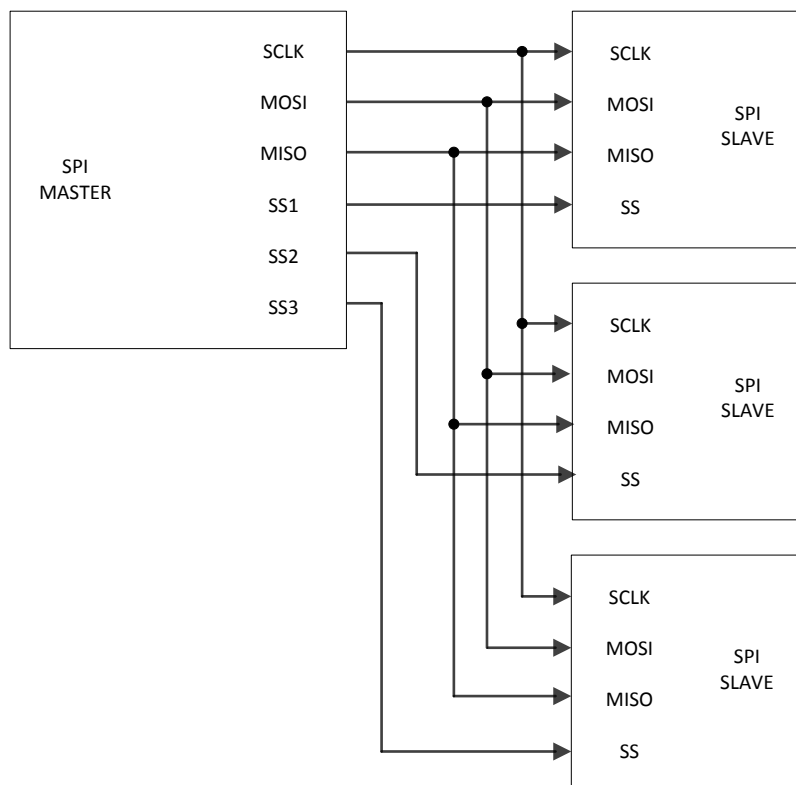 SPI
MASTER
SCLK
MOSI
MISO
SS1
SS2
SS3
SCLK
MOSI
MISO
SS
SPI
SLAVE
SCLK
MOSI
MISO
SS
SPI
SLAVE
SCLK
MOSI
MISO
SS
SPI
SLAVE